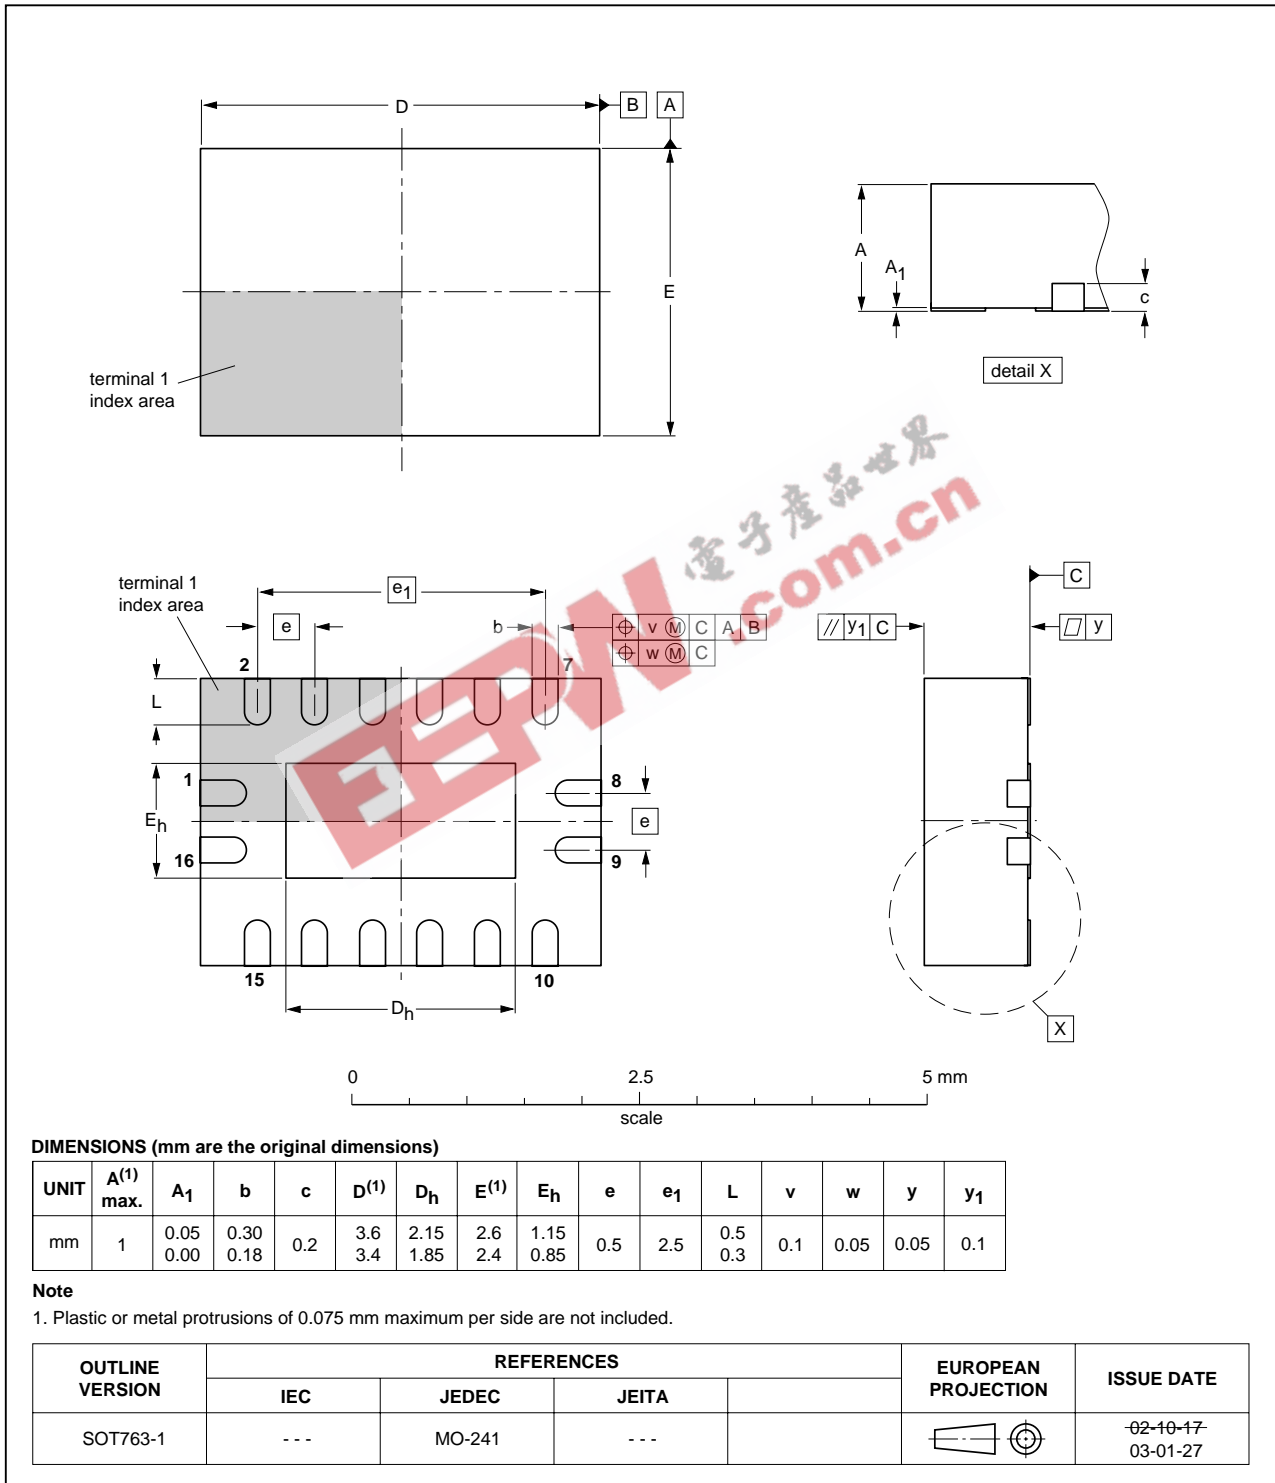 D
B
A
E
terminal 1
index area
A
A1
c
detail X
電子產品世界
EEPW.com.cn
terminal 1
index area
e1
e
b
v M C A B
w M C
// y1 C
C
y
2
7
L
1
8
Eh
e
16
9
15
10
Dh
X
0 2.5 5 mm
scale
DIMENSIONS (mm are the original dimensions)
UNIT A(1) max. A1 b c D(1) Dh E(1) Eh e e1 L v w y y1
mm 1 0.05 0.00 0.30 0.18 0.2 3.6 3.4 2.15 1.85 2.6 2.4 1.15 0.85 0.5 2.5 0.5 0.3 0.1 0.05 0.05 0.1
Note
1. Plastic or metal protrusions of 0.075 mm maximum per side are not included.
OUTLINE VERSION REFERENCES EUROPEAN PROJECTION ISSUE DATE
IEC JEDEC JEITA
SOT763-1 - - - MO-241 - - - 02-10-17
03-01-27